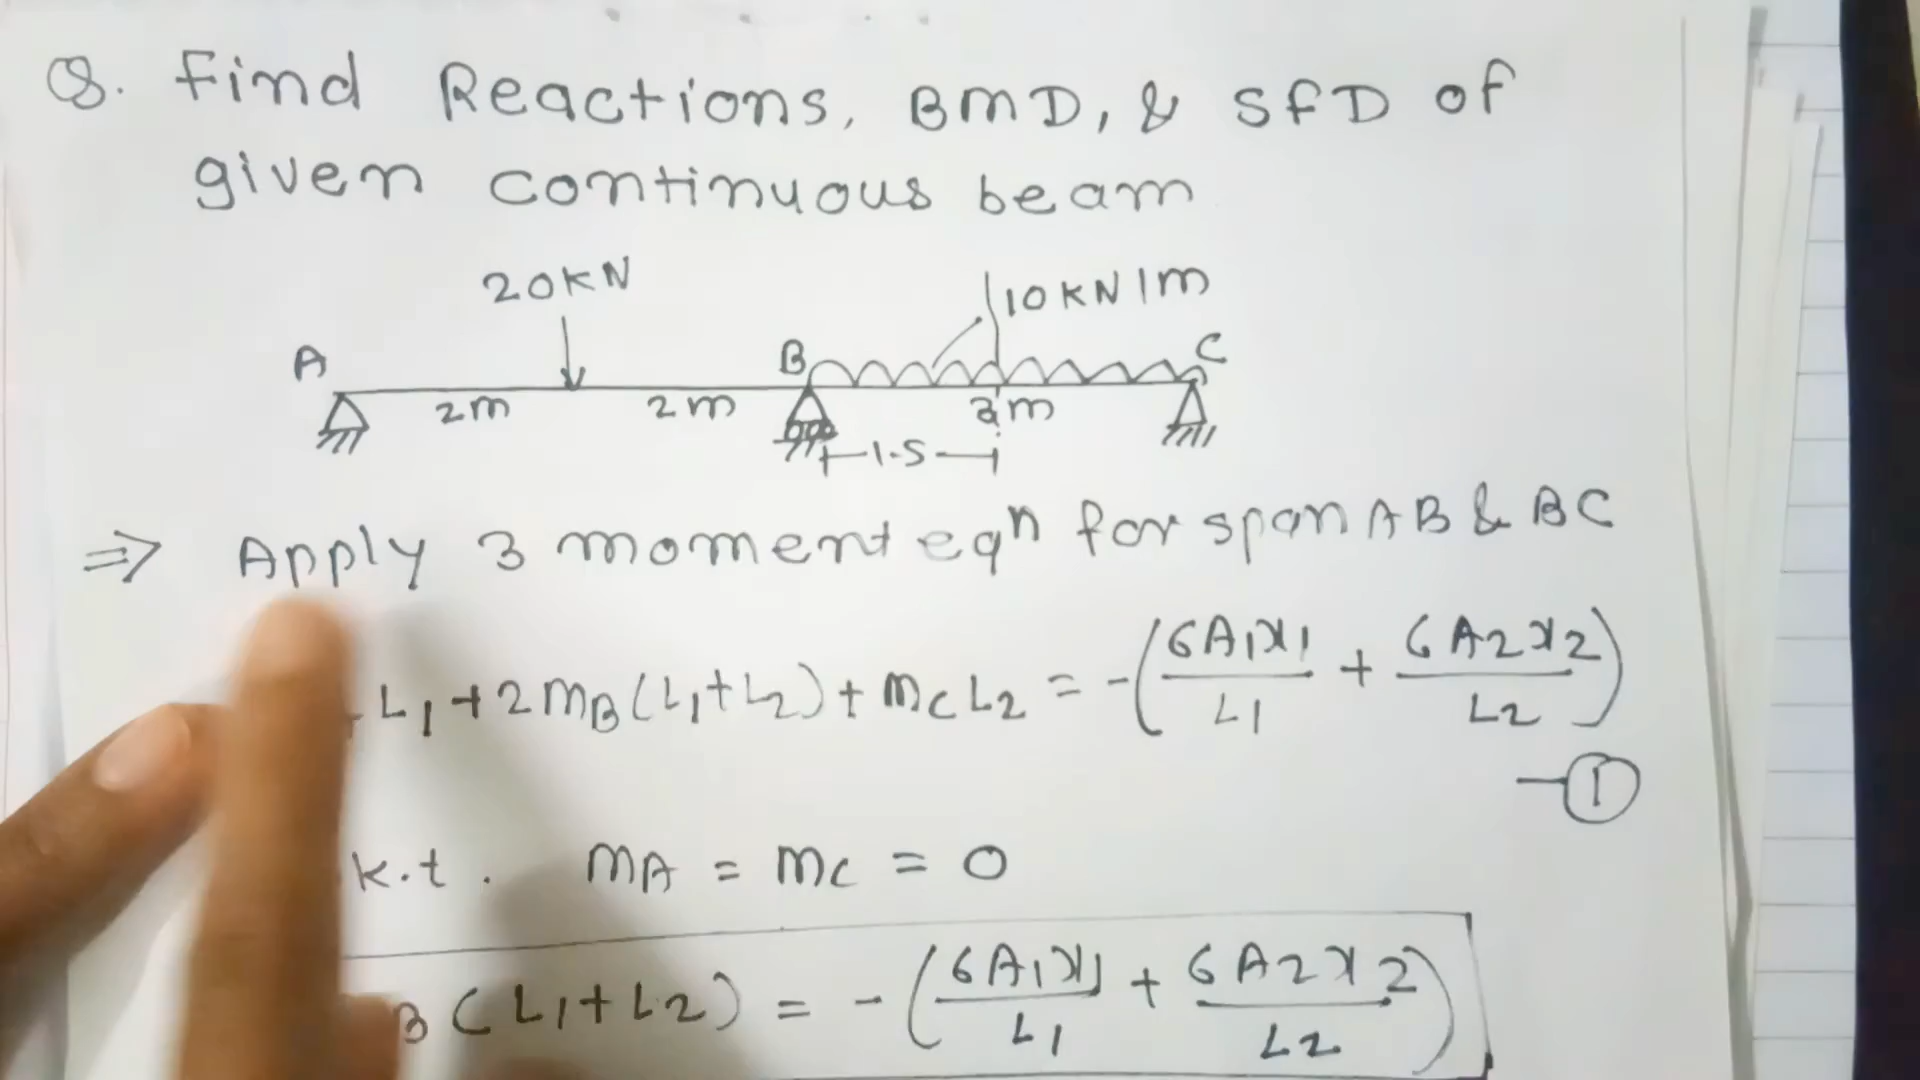 Q. Find Reactions, BMD, & SFD of
given continuous beam
20KN
10KN/m
A
B
C
2m
2m
3m
1.5
⇒ Apply 3 moment eqⁿ for span AB & BC
L1 + 2MB(L1+L2) + MCL2 = -(6A1x1/L1 + 6A2x2/L2)
—①
k.t. MA = MC = 0
B(L1+L2) = -(6A1x1/L1 + 6A2x2/L2)